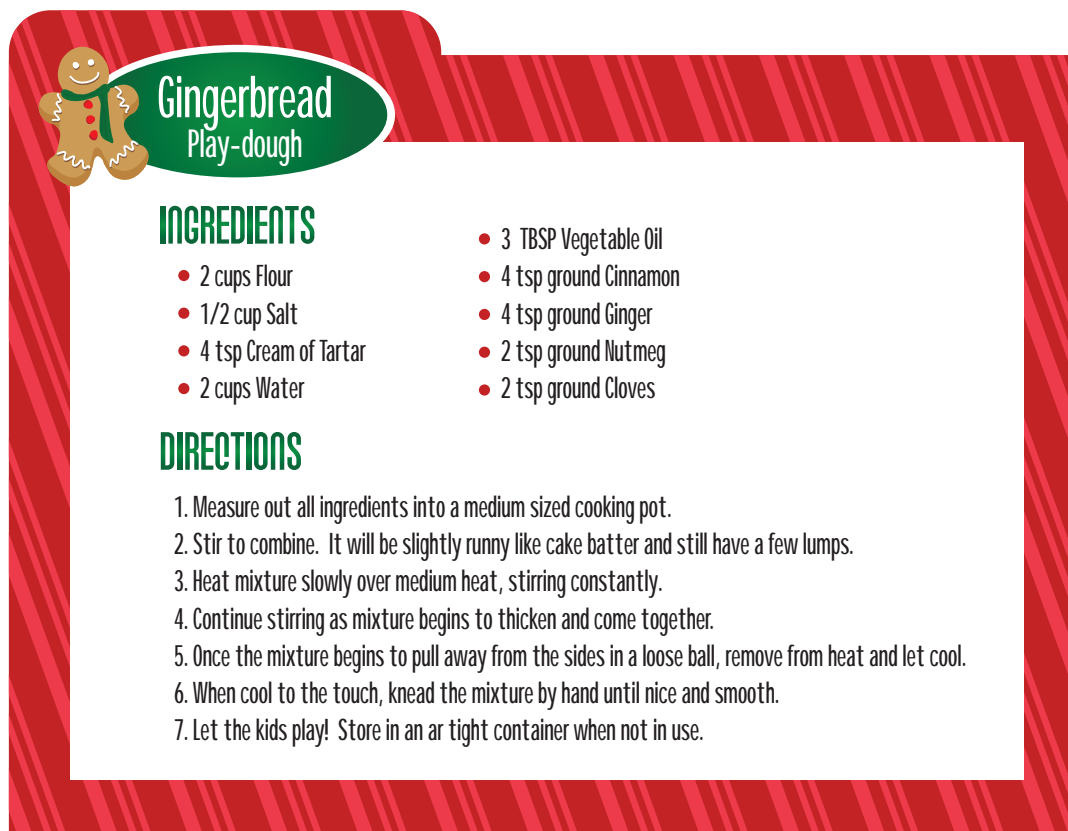 Gingerbread
Play-dough
INGREDIENTS
• 2 cups Flour
• 1/2 cup Salt
• 4 tsp Cream of Tartar
• 2 cups Water
• 3 TBSP Vegetable Oil
• 4 tsp ground Cinnamon
• 4 tsp ground Ginger
• 2 tsp ground Nutmeg
• 2 tsp ground Cloves
DIRECTIONS
1. Measure out all ingredients into a medium sized cooking pot.
2. Stir to combine. It will be slightly runny like cake batter and still have a few lumps.
3. Heat mixture slowly over medium heat, stirring constantly.
4. Continue stirring as mixture begins to thicken and come together.
5. Once the mixture begins to pull away from the sides in a loose ball, remove from heat and let cool.
6. When cool to the touch, knead the mixture by hand until nice and smooth.
7. Let the kids play! Store in an ar tight container when not in use.